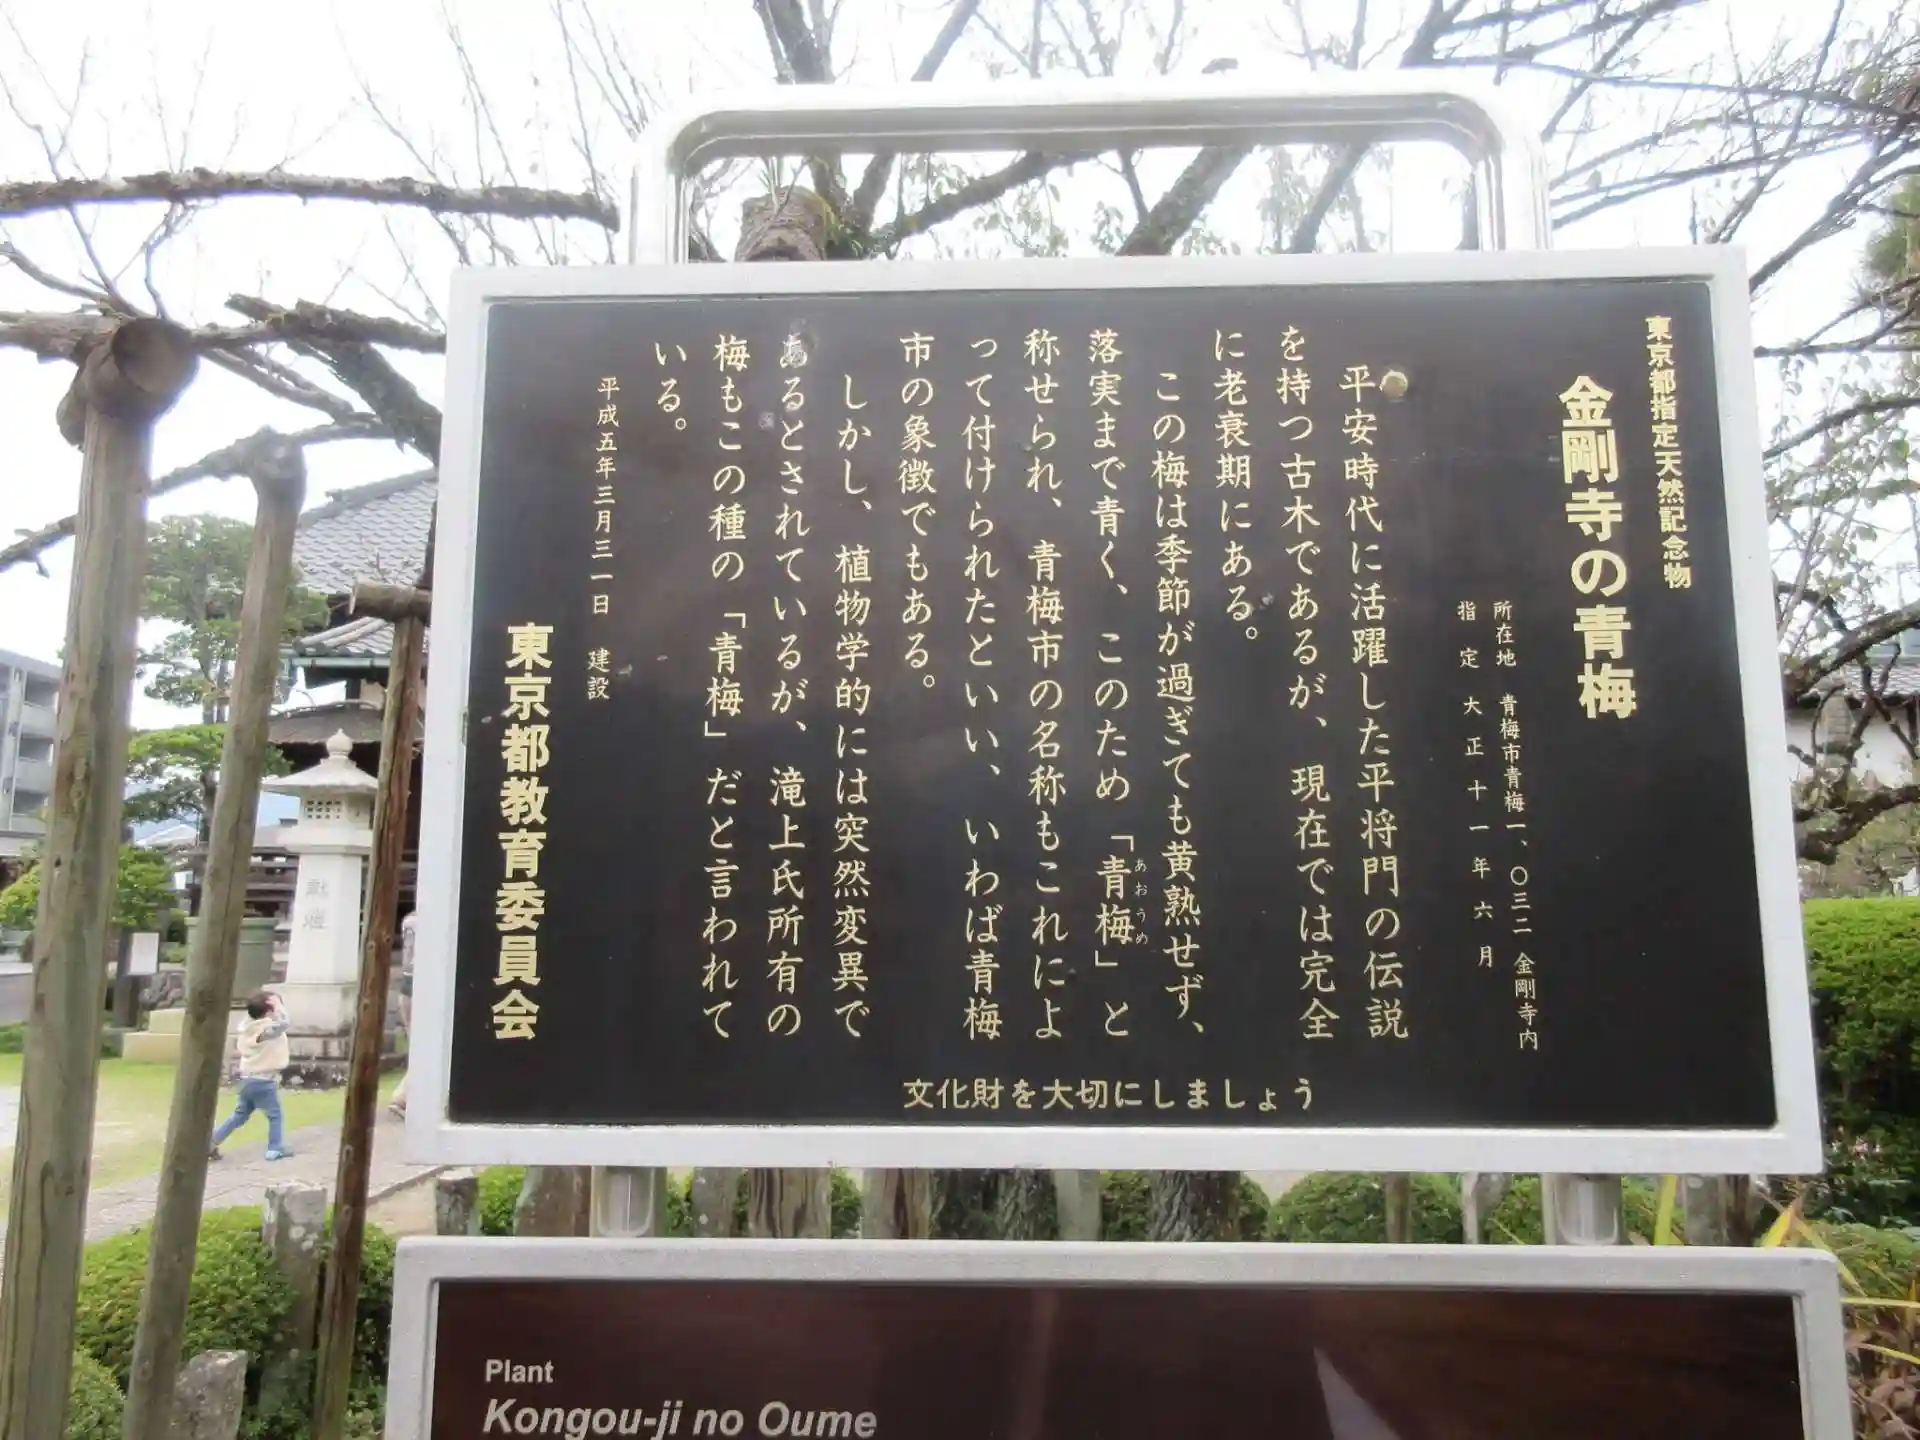 東京都指定天然記念物
金剛寺の青梅
所在地 青梅市青梅一、〇三二 金剛寺内
指定 大正十一年六月
平安時代に活躍した平将門の伝説
を持つ古木であるが、現在では完全
に老衰期にある。
この梅は季節が過ぎても黄熟せず、
落実まで青く、このため「青梅」と
あおうめ
称せられ、青梅市の名称もこれによ
って付けられたといい、いわば青梅
市の象徴でもある。
しかし、植物学的には突然変異で
あるとされているが、滝上氏所有の
梅もこの種の「青梅」だと言われて
いる。
平成五年三月三一日 建設
東京都教育委員会
文化財を大切にしましょう
Plant
Kongou-ji no Oume